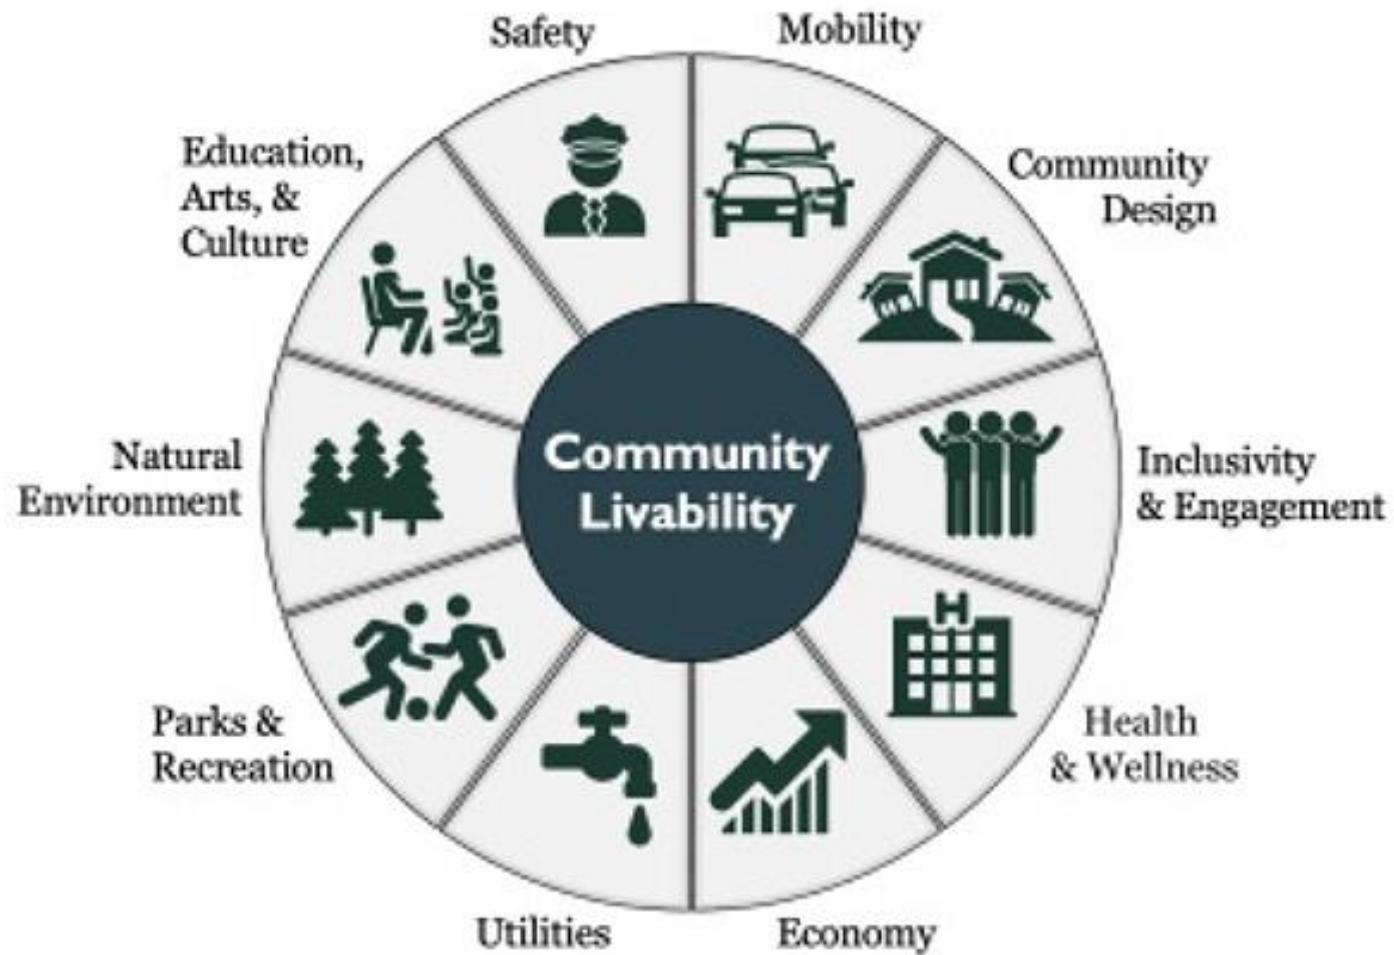 Safety
Mobility
Education,
Arts, &
Culture
Community
Design
Natural
Environment
Community
Livability
Inclusivity
& Engagement
Parks &
Recreation
H
Health
& Wellness
Utilities
Economy